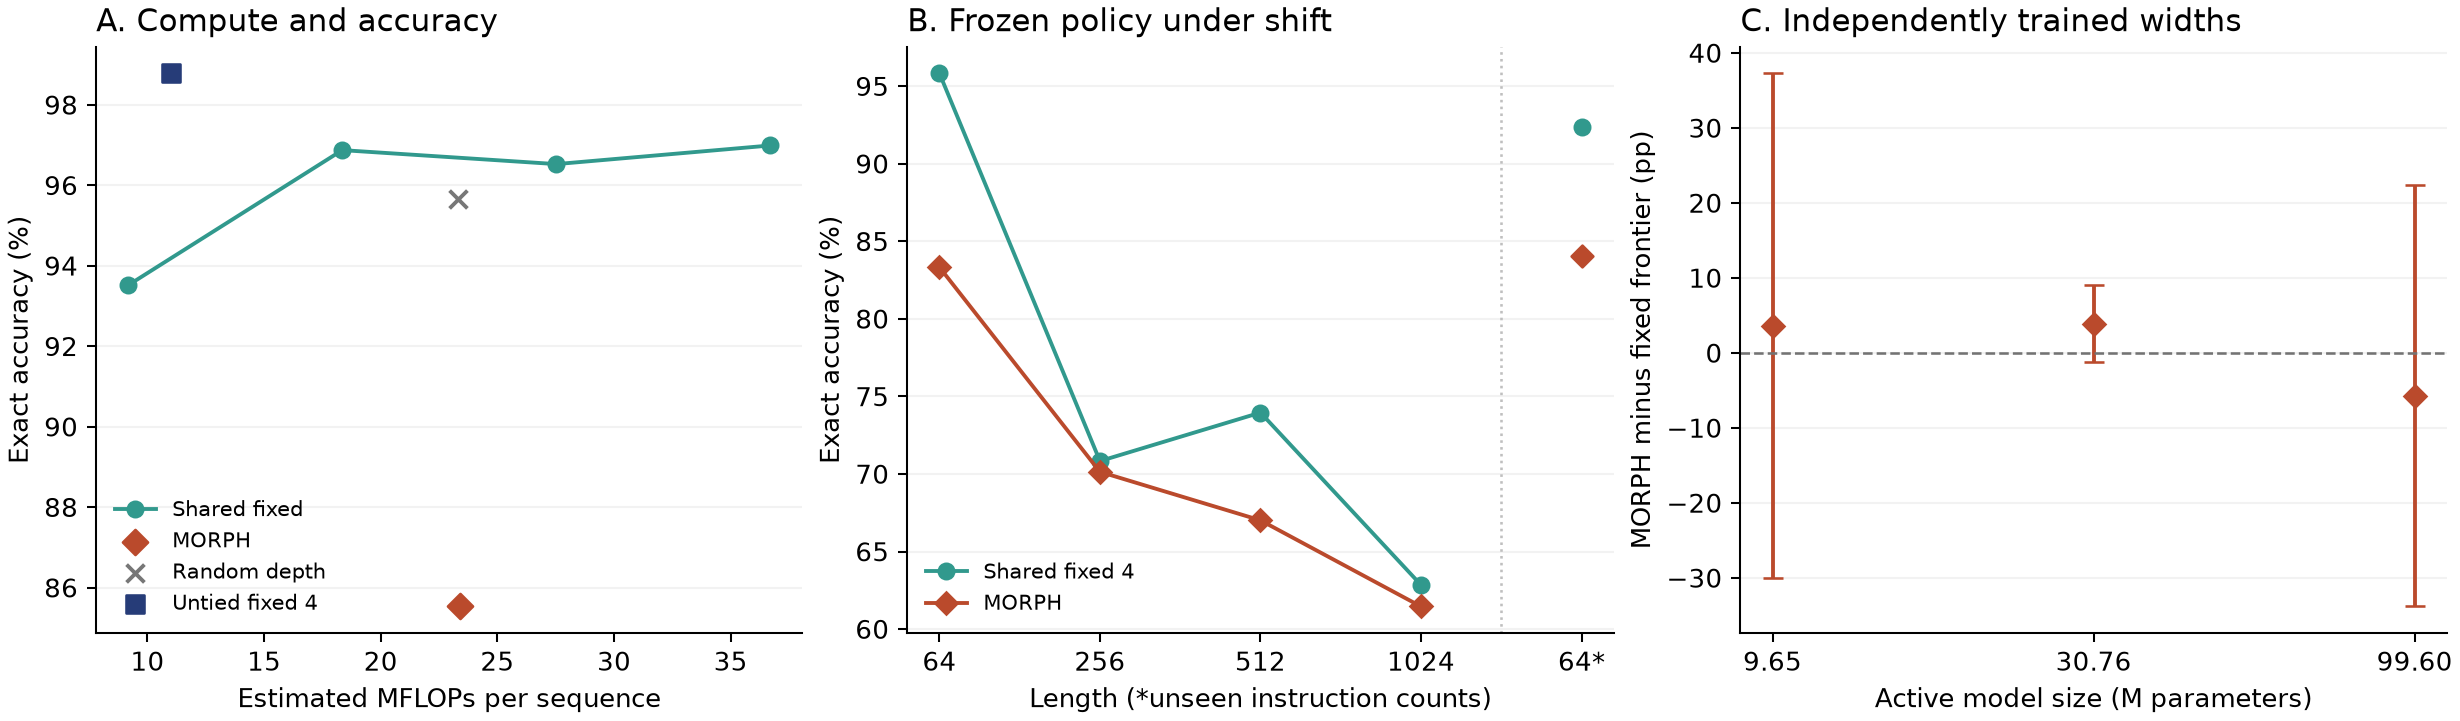 A. Compute and accuracy
Exact accuracy (%)
98
96
94
92
90
88
86
Shared fixed
MORPH
Random depth
Untied fixed 4
10
15
20
25
30
35
Estimated MFLOPs per sequence
B. Frozen policy under shift
Exact accuracy (%)
95
90
85
80
75
70
65
60
Shared fixed 4
MORPH
64
256
512
1024
64*
Length (*unseen instruction counts)
C. Independently trained widths
MORPH minus fixed frontier (pp)
40
30
20
10
0
−10
−20
−30
9.65
30.76
99.60
Active model size (M parameters)